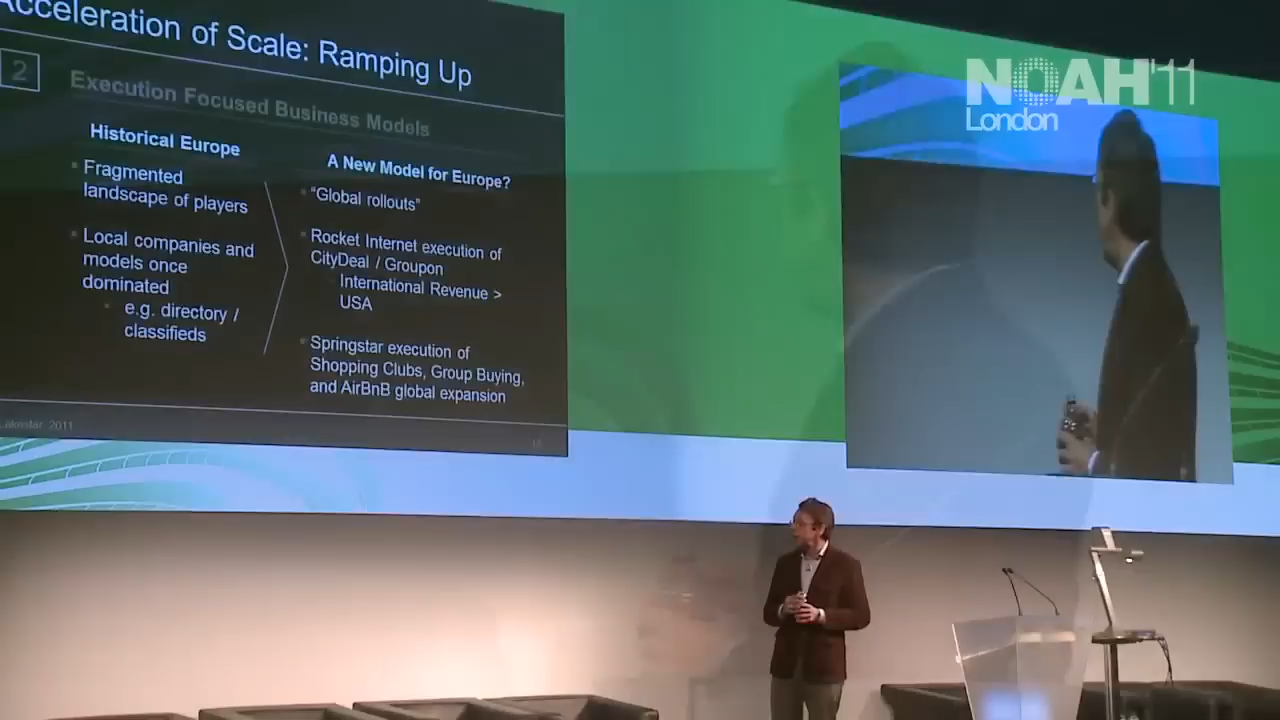 Acceleration of Scale: Ramping Up
2
Execution Focused Business Models
Historical Europe
Fragmented
landscape of players
Local companies and
models once
dominated
e.g. directory /
classifieds
A New Model for Europe?
"Global rollouts"
Rocket Internet execution of
CityDeal / Groupon
International Revenue >
USA
Springstar execution of
Shopping Clubs, Group Buying,
and AirBnB global expansion
Lakestar, 2011
NOAH'11
London